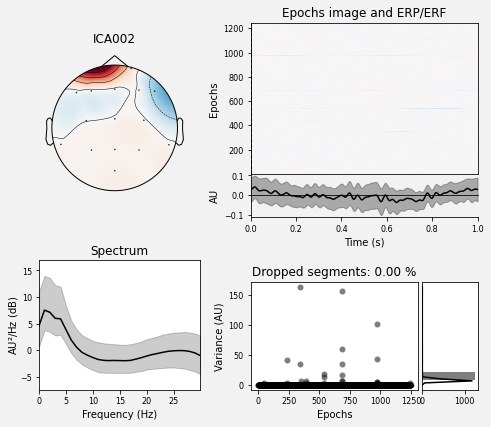 ICA002
Epochs image and ERP/ERF
1200
1000
800
600
400
200
Epochs
0.1
0.0
−0.1
AU
0.0 0.2 0.4 0.6 0.8 1.0
Time (s)
Spectrum
15
10
5
0
−5
AU²/Hz (dB)
0 5 10 15 20 25
Frequency (Hz)
Dropped segments: 0.00 %
150
100
50
0
Variance (AU)
0 250 500 750 1000 1250
Epochs
0 1000